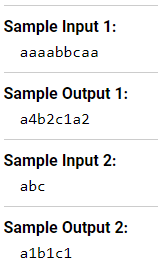 Sample Input 1:
aaaabbcaa
Sample Output 1:
a4b2c1a2
Sample Input 2:
abc
Sample Output 2:
a1b1c1